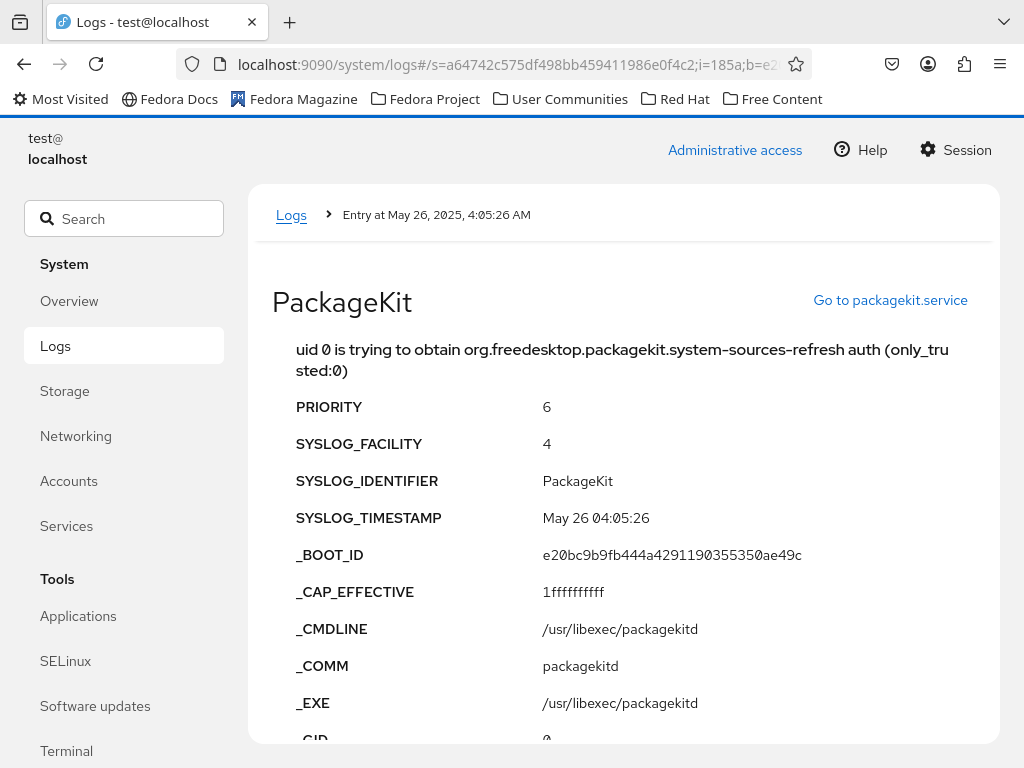 Logs - test@localhost
localhost:9090/system/logs#/s=a64742c575df498bb459411986e0f4c2;i=185a;b=e2
Most Visited Fedora Docs Fedora Magazine Fedora Project User Communities Red Hat Free Content
test@
localhost
Administrative access Help Session
Search
System
Overview
Logs
Storage
Networking
Accounts
Services
Tools
Applications
SELinux
Software updates
Terminal
Logs > Entry at May 26, 2025, 4:05:26 AM
PackageKit
Go to packagekit.service
uid 0 is trying to obtain org.freedesktop.packagekit.system-sources-refresh auth (only_tru
sted:0)
PRIORITY 6
SYSLOG_FACILITY 4
SYSLOG_IDENTIFIER PackageKit
SYSLOG_TIMESTAMP May 26 04:05:26
_BOOT_ID e20bc9b9fb444a4291190355350ae49c
_CAP_EFFECTIVE 1ffffffffff
_CMDLINE /usr/libexec/packagekitd
_COMM packagekitd
_EXE /usr/libexec/packagekitd
_GID 0